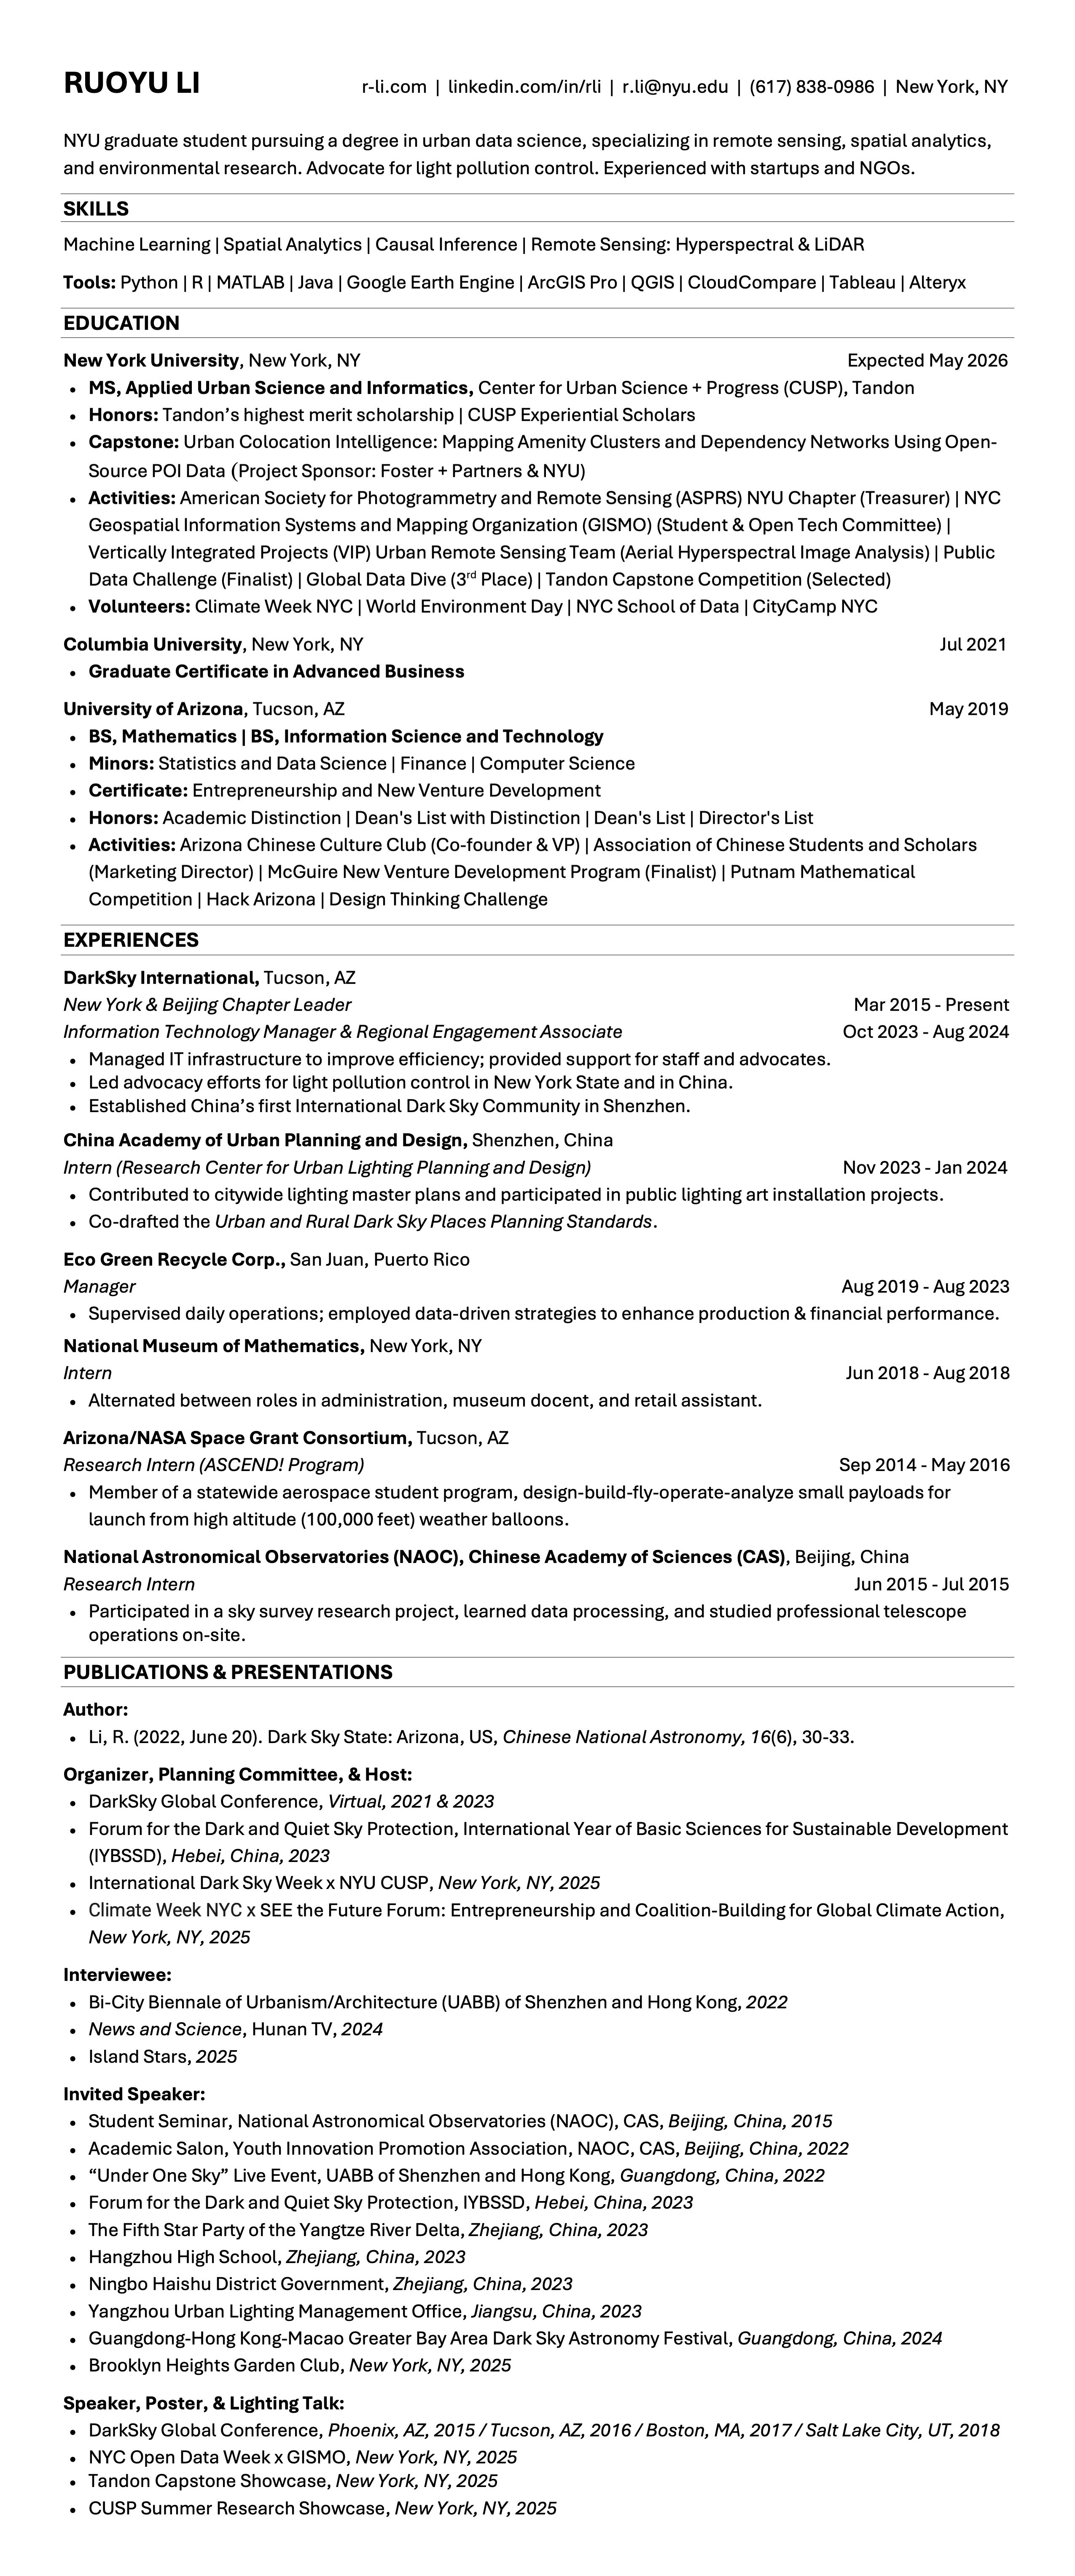 RUOYU LI
r-li.com | linkedin.com/in/rli | r.li@nyu.edu | (617) 838-0986 | New York, NY
NYU graduate student pursuing a degree in urban data science, specializing in remote sensing, spatial analytics,
and environmental research. Advocate for light pollution control. Experienced with startups and NGOs.
SKILLS
Machine Learning | Spatial Analytics | Causal Inference | Remote Sensing: Hyperspectral & LiDAR
Tools: Python | R | MATLAB | Java | Google Earth Engine | ArcGIS Pro | QGIS | CloudCompare | Tableau | Alteryx
EDUCATION
New York University, New York, NY Expected May 2026
• MS, Applied Urban Science and Informatics, Center for Urban Science + Progress (CUSP), Tandon
• Honors: Tandon’s highest merit scholarship | CUSP Experiential Scholars
• Capstone: Urban Colocation Intelligence: Mapping Amenity Clusters and Dependency Networks Using Open-
Source POI Data (Project Sponsor: Foster + Partners & NYU)
• Activities: American Society for Photogrammetry and Remote Sensing (ASPRS) NYU Chapter (Treasurer) | NYC
Geospatial Information Systems and Mapping Organization (GISMO) (Student & Open Tech Committee) |
Vertically Integrated Projects (VIP) Urban Remote Sensing Team (Aerial Hyperspectral Image Analysis) | Public
Data Challenge (Finalist) | Global Data Dive (3rd Place) | Tandon Capstone Competition (Selected)
• Volunteers: Climate Week NYC | World Environment Day | NYC School of Data | CityCamp NYC
Columbia University, New York, NY Jul 2021
• Graduate Certificate in Advanced Business
University of Arizona, Tucson, AZ May 2019
• BS, Mathematics | BS, Information Science and Technology
• Minors: Statistics and Data Science | Finance | Computer Science
• Certificate: Entrepreneurship and New Venture Development
• Honors: Academic Distinction | Dean's List with Distinction | Dean's List | Director's List
• Activities: Arizona Chinese Culture Club (Co-founder & VP) | Association of Chinese Students and Scholars
(Marketing Director) | McGuire New Venture Development Program (Finalist) | Putnam Mathematical
Competition | Hack Arizona | Design Thinking Challenge
EXPERIENCES
DarkSky International, Tucson, AZ
New York & Beijing Chapter Leader Mar 2015 - Present
Information Technology Manager & Regional Engagement Associate Oct 2023 - Aug 2024
• Managed IT infrastructure to improve efficiency; provided support for staff and advocates.
• Led advocacy efforts for light pollution control in New York State and in China.
• Established China’s first International Dark Sky Community in Shenzhen.
China Academy of Urban Planning and Design, Shenzhen, China
Intern (Research Center for Urban Lighting Planning and Design) Nov 2023 - Jan 2024
• Contributed to citywide lighting master plans and participated in public lighting art installation projects.
• Co-drafted the Urban and Rural Dark Sky Places Planning Standards.
Eco Green Recycle Corp., San Juan, Puerto Rico
Manager Aug 2019 - Aug 2023
• Supervised daily operations; employed data-driven strategies to enhance production & financial performance.
National Museum of Mathematics, New York, NY
Intern Jun 2018 - Aug 2018
• Alternated between roles in administration, museum docent, and retail assistant.
Arizona/NASA Space Grant Consortium, Tucson, AZ
Research Intern (ASCEND! Program) Sep 2014 - May 2016
• Member of a statewide aerospace student program, design-build-fly-operate-analyze small payloads for
launch from high altitude (100,000 feet) weather balloons.
National Astronomical Observatories (NAOC), Chinese Academy of Sciences (CAS), Beijing, China
Research Intern Jun 2015 - Jul 2015
• Participated in a sky survey research project, learned data processing, and studied professional telescope
operations on-site.
PUBLICATIONS & PRESENTATIONS
Author:
• Li, R. (2022, June 20). Dark Sky State: Arizona, US, Chinese National Astronomy, 16(6), 30-33.
Organizer, Planning Committee, & Host:
• DarkSky Global Conference, Virtual, 2021 & 2023
• Forum for the Dark and Quiet Sky Protection, International Year of Basic Sciences for Sustainable Development
(IYBSSD), Hebei, China, 2023
• International Dark Sky Week x NYU CUSP, New York, NY, 2025
• Climate Week NYC x SEE the Future Forum: Entrepreneurship and Coalition-Building for Global Climate Action,
New York, NY, 2025
Interviewee:
• Bi-City Biennale of Urbanism/Architecture (UABB) of Shenzhen and Hong Kong, 2022
• News and Science, Hunan TV, 2024
• Island Stars, 2025
Invited Speaker:
• Student Seminar, National Astronomical Observatories (NAOC), CAS, Beijing, China, 2015
• Academic Salon, Youth Innovation Promotion Association, NAOC, CAS, Beijing, China, 2022
• “Under One Sky” Live Event, UABB of Shenzhen and Hong Kong, Guangdong, China, 2022
• Forum for the Dark and Quiet Sky Protection, IYBSSD, Hebei, China, 2023
• The Fifth Star Party of the Yangtze River Delta, Zhejiang, China, 2023
• Hangzhou High School, Zhejiang, China, 2023
• Ningbo Haishu District Government, Zhejiang, China, 2023
• Yangzhou Urban Lighting Management Office, Jiangsu, China, 2023
• Guangdong-Hong Kong-Macao Greater Bay Area Dark Sky Astronomy Festival, Guangdong, China, 2024
• Brooklyn Heights Garden Club, New York, NY, 2025
Speaker, Poster, & Lighting Talk:
• DarkSky Global Conference, Phoenix, AZ, 2015 / Tucson, AZ, 2016 / Boston, MA, 2017 / Salt Lake City, UT, 2018
• NYC Open Data Week x GISMO, New York, NY, 2025
• Tandon Capstone Showcase, New York, NY, 2025
• CUSP Summer Research Showcase, New York, NY, 2025